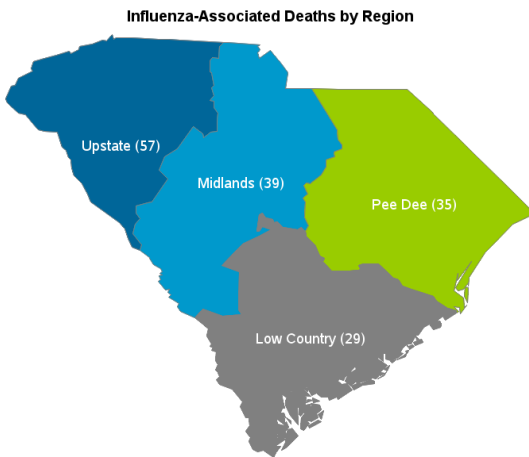 Influenza-Associated Deaths by Region
Upstate (57)
Midlands (39)
Pee Dee (35)
Low Country (29)